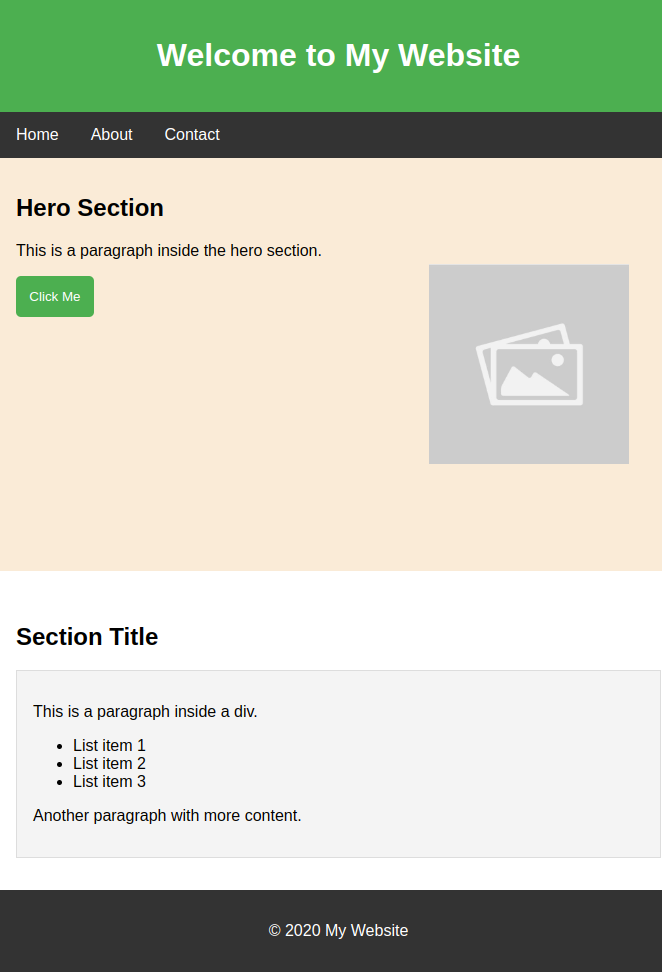 Welcome to My Website
Home About Contact
Hero Section
This is a paragraph inside the hero section.
Click Me
Section Title
This is a paragraph inside a div.
• List item 1
• List item 2
• List item 3
Another paragraph with more content.
© 2020 My Website